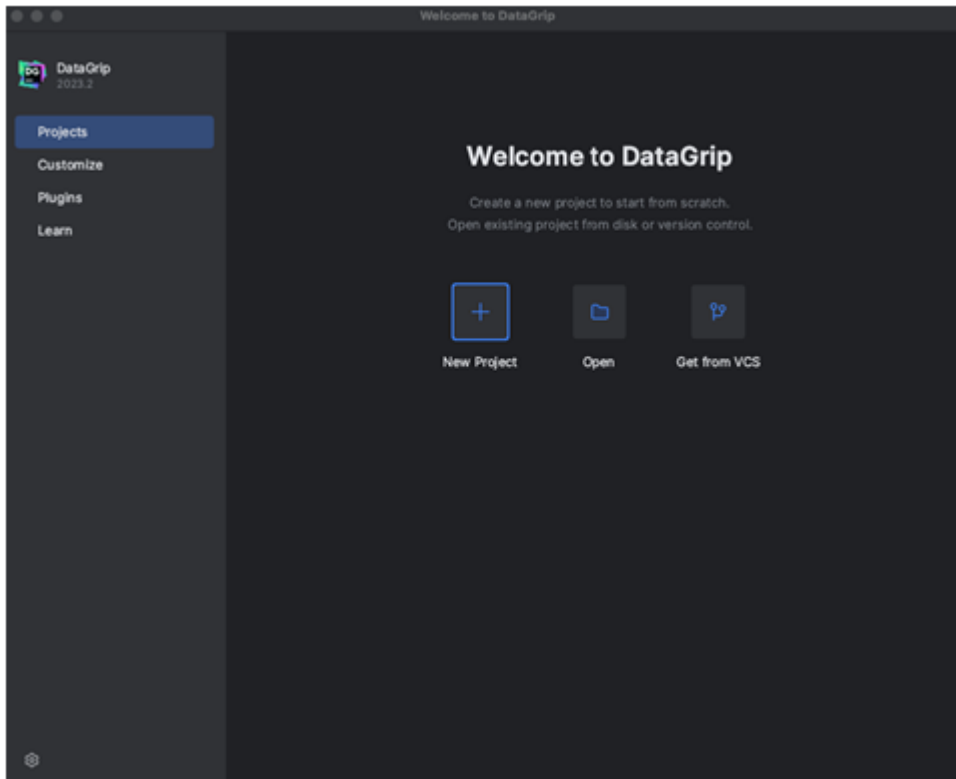 Welcome to DataGrip
DG
DataGrip
2023.2
Projects
Customize
Plugins
Learn
Welcome to DataGrip
Create a new project to start from scratch.
Open existing project from disk or version control.
New Project
Open
Get from VCS